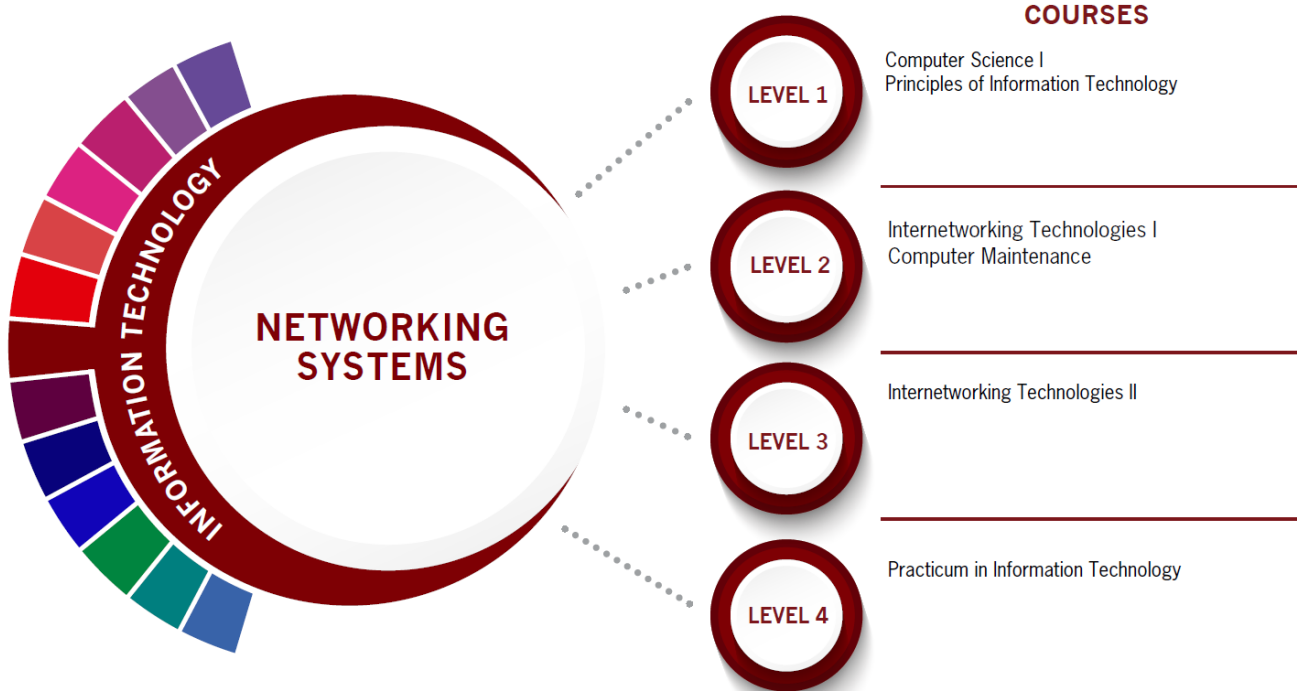 INFORMATION TECHNOLOGY
NETWORKING
SYSTEMS
COURSES
LEVEL 1
Computer Science I
Principles of Information Technology
LEVEL 2
Internetworking Technologies I
Computer Maintenance
LEVEL 3
Internetworking Technologies II
LEVEL 4
Practicum in Information Technology